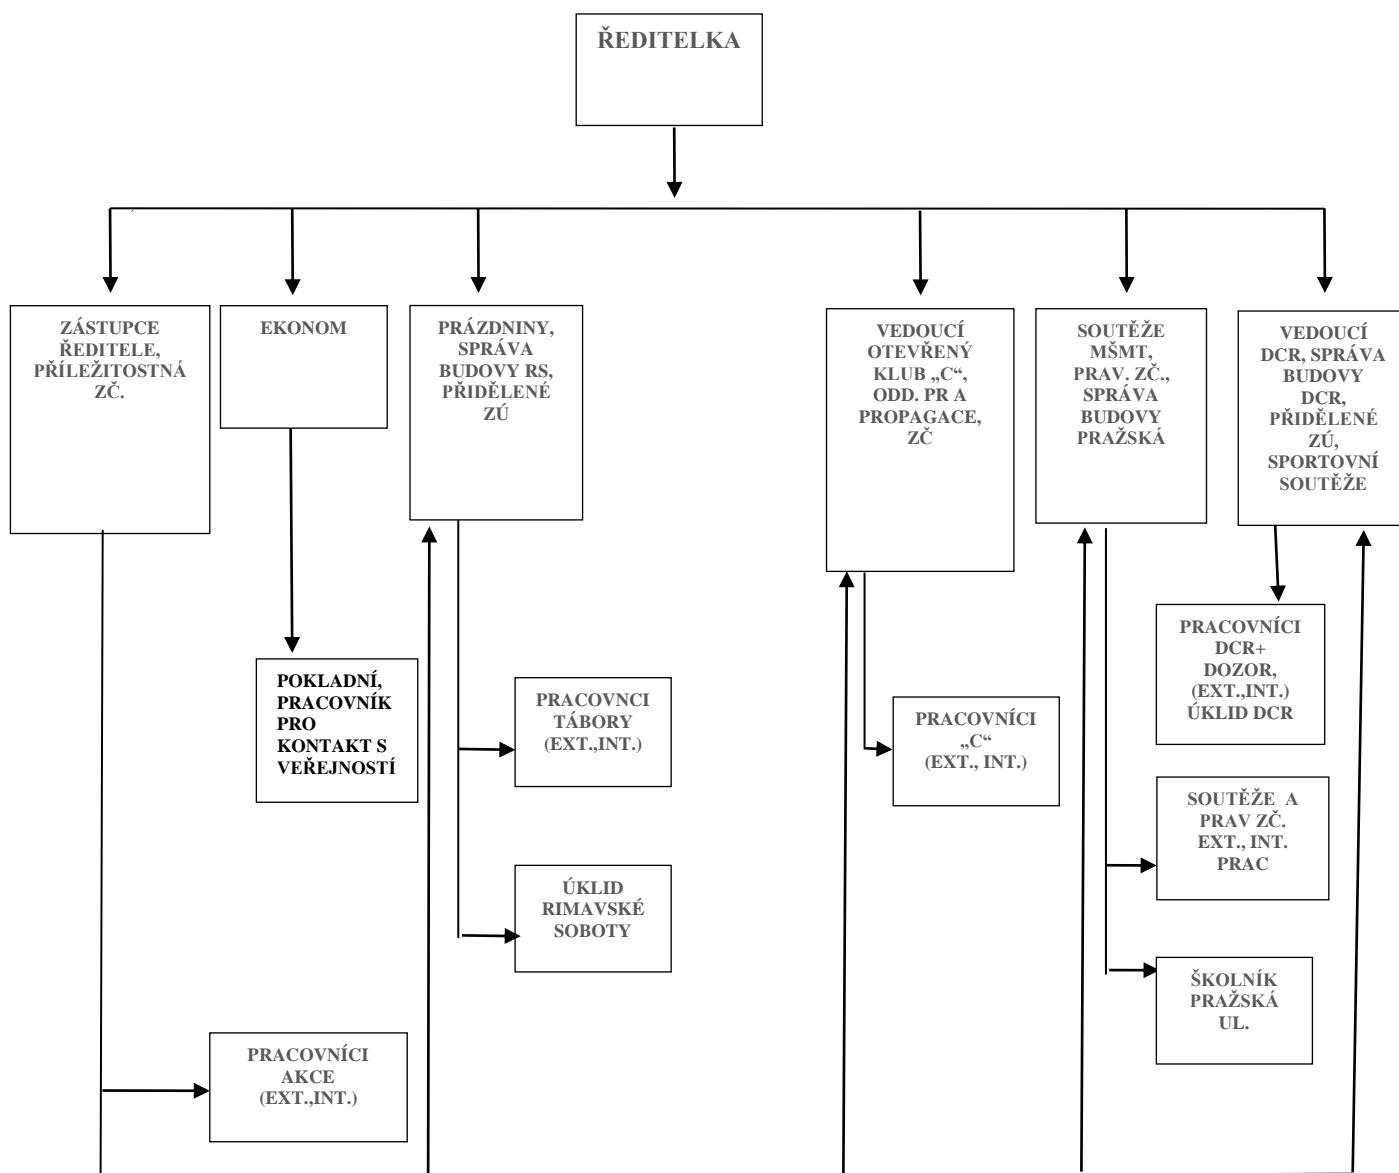 ŘEDITELKA
ZÁSTUPCE
ŘEDITELE,
PŘÍLEŽITOSTNÁ
ZČ.
EKONOM
PRÁZDNINY,
SPRÁVA
BUDOVY RS,
PŘIDĚLENÉ
ZÚ
VEDOUCÍ
OTEVŘENÝ
KLUB „C“,
ODD. PR A
PROPAGACE,
ZČ
SOUTĚŽE
MŠMT,
PRAV. ZČ.,
SPRÁVA
BUDOVY
PRAŽSKÁ
VEDOUCÍ
DCR, SPRÁVA
BUDOVY
DCR,
PŘIDĚLENÉ
ZÚ,
SPORTOVNÍ
SOUTĚŽE
POKLADNÍ,
PRACOVNÍK
PRO
KONTAKT S
VEŘEJNOSTÍ
PRACOVNCI
TÁBORY
(EXT.,INT.)
PRACOVNÍCI
„C“
(EXT., INT.)
PRACOVNÍCI
DCR+
DOZOR,
(EXT.,INT.)
ÚKLID DCR
SOUTĚŽE A
PRAV ZČ.
EXT., INT.
PRAC
ÚKLID
RIMAVSKÉ
SOBOTY
ŠKOLNÍK
PRAŽSKÁ
UL.
PRACOVNÍCI
AKCE
(EXT.,INT.)